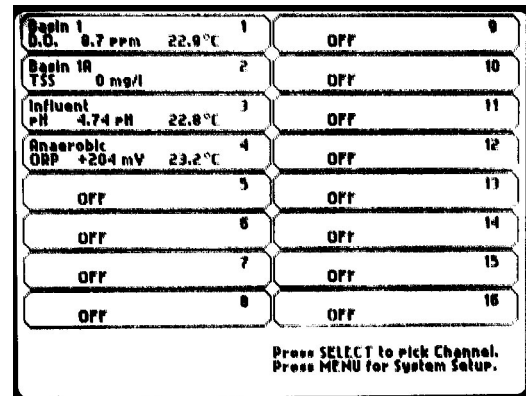 Basin 1 1
D.O. 8.7 ppm 22.9°C
Basin 1A 2
TSS 0 mg/l
Influent 3
pH 4.74 pH 22.8°C
Anaerobic 4
ORP +204 mV 23.2°C
5
OFF
6
OFF
7
OFF
8
OFF
9
OFF
10
OFF
11
OFF
12
OFF
13
OFF
14
OFF
15
OFF
16
OFF
Press SELECT to pick Channel.
Press MENU for System Setup.